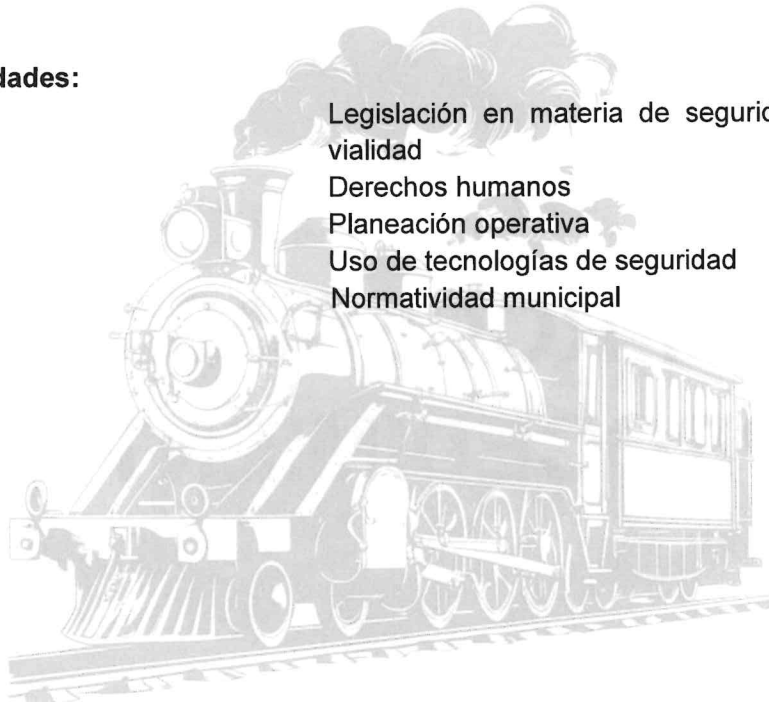 dades:
Legislación en materia de segurid
vialidad
Derechos humanos
Planeación operativa
Uso de tecnologías de seguridad
Normatividad municipal